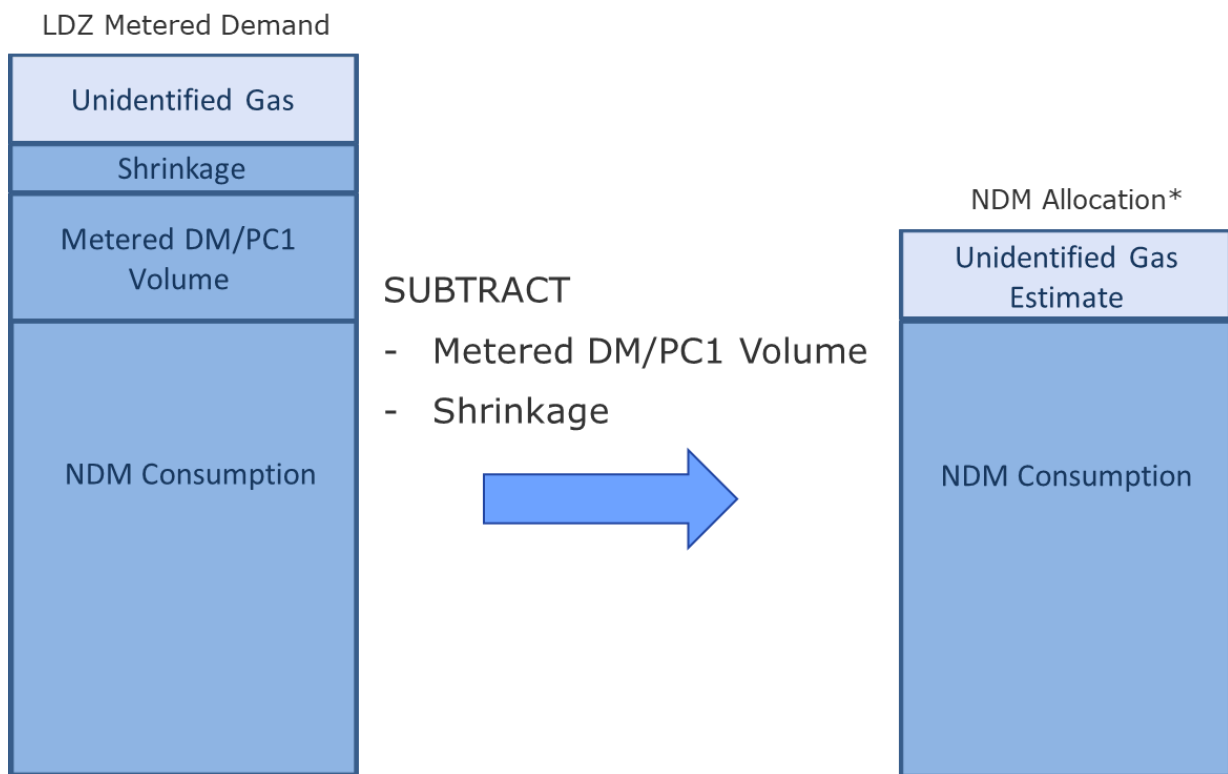 LDZ Metered Demand
Unidentified Gas
Shrinkage
Metered DM/PC1
Volume
NDM Consumption
SUBTRACT
- Metered DM/PC1 Volume
- Shrinkage
NDM Allocation*
Unidentified Gas
Estimate
NDM Consumption